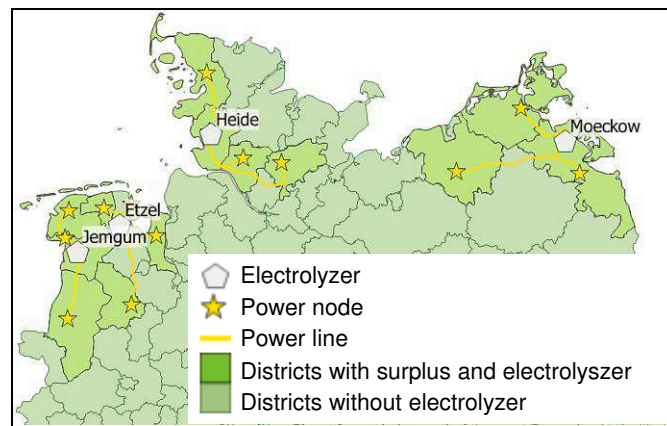 Heide
Moeckow
Etzel
Jemgum
Electrolyzer
Power node
Power line
Districts with surplus and electrolyszer
Districts without electrolyzer